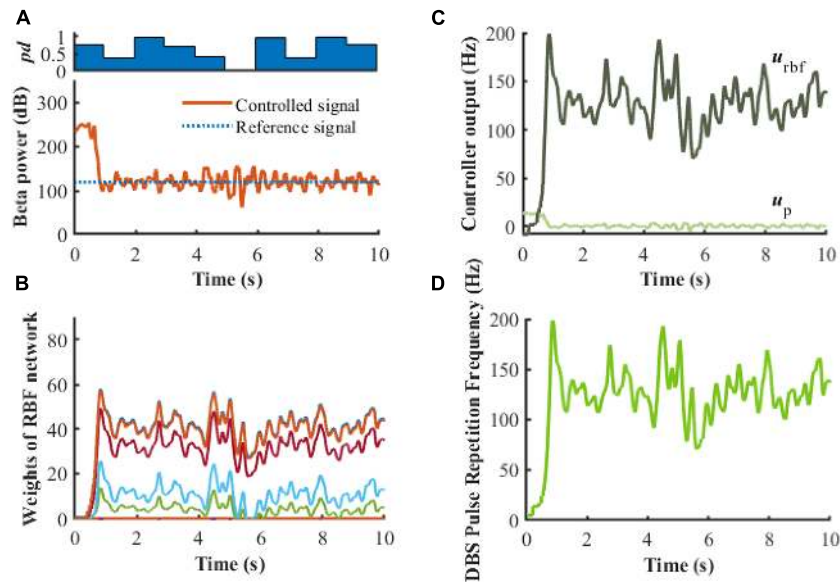 A
pd
1
0.5
0
Beta power (dB)
300
200
100
0
Controlled signal
Reference signal
0 2 4 6 8 10
Time (s)
B
Weights of RBF network
80
60
40
20
0
0 2 4 6 8 10
Time (s)
C
Controller output (Hz)
200
150
100
50
0
u rbf
u p
0 2 4 6 8 10
Time (s)
D
DBS Pulse Repetition Frequency (Hz)
200
150
100
50
0
0 2 4 6 8 10
Time (s)